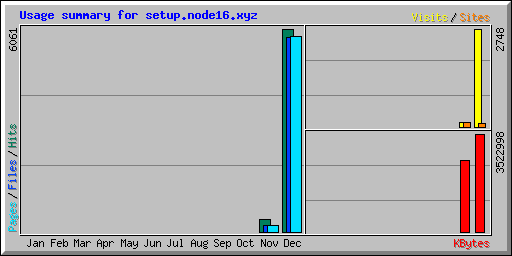 Usage summary for setup.node16.xyz
Visits/Sites
6061
2748
Pages/Files/Hits
3522998
Jan Feb Mar Apr May Jun Jul Aug Sep Oct Nov Dec
KBytes